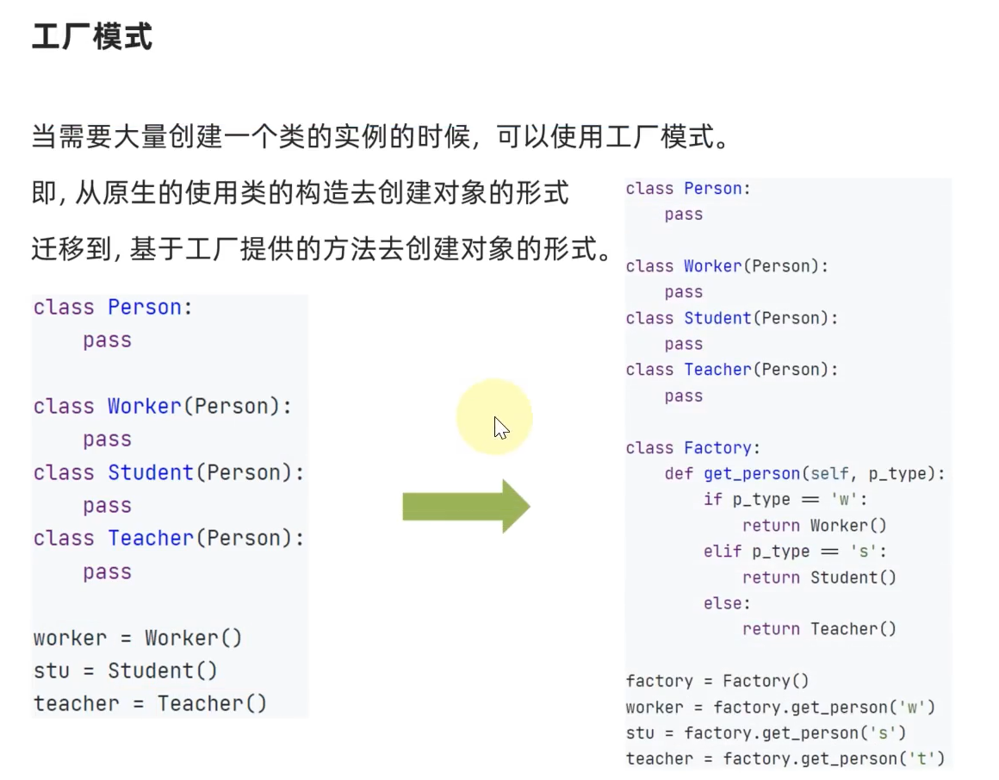 工厂模式
当需要大量创建一个类的实例的时候，可以使用工厂模式。
即, 从原生的使用类的构造去创建对象的形式
迁移到, 基于工厂提供的方法去创建对象的形式。
class Person:
    pass
class Worker(Person):
    pass
class Student(Person):
    pass
class Teacher(Person):
    pass
worker = Worker()
stu = Student()
teacher = Teacher()
class Person:
    pass
class Worker(Person):
    pass
class Student(Person):
    pass
class Teacher(Person):
    pass
class Factory:
    def get_person(self, p_type):
        if p_type == 'w':
            return Worker()
        elif p_type == 's':
            return Student()
        else:
            return Teacher()
factory = Factory()
worker = factory.get_person('w')
stu = factory.get_person('s')
teacher = factory.get_person('t')